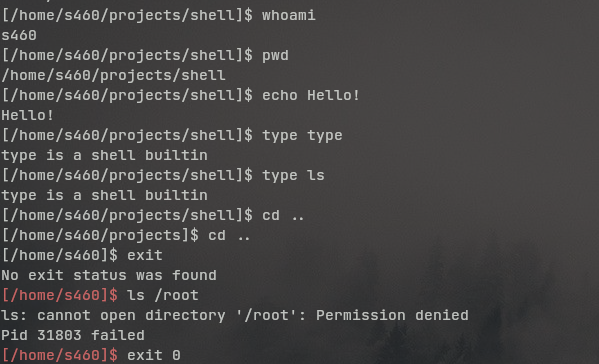 [/home/s460/projects/shell]$ whoami
s460
[/home/s460/projects/shell]$ pwd
/home/s460/projects/shell
[/home/s460/projects/shell]$ echo Hello!
Hello!
[/home/s460/projects/shell]$ type type
type is a shell builtin
[/home/s460/projects/shell]$ type ls
type is a shell builtin
[/home/s460/projects/shell]$ cd ..
[/home/s460/projects]$ cd ..
[/home/s460]$ exit
No exit status was found
[/home/s460]$ ls /root
ls: cannot open directory '/root': Permission denied
Pid 31803 failed
[/home/s460]$ exit 0